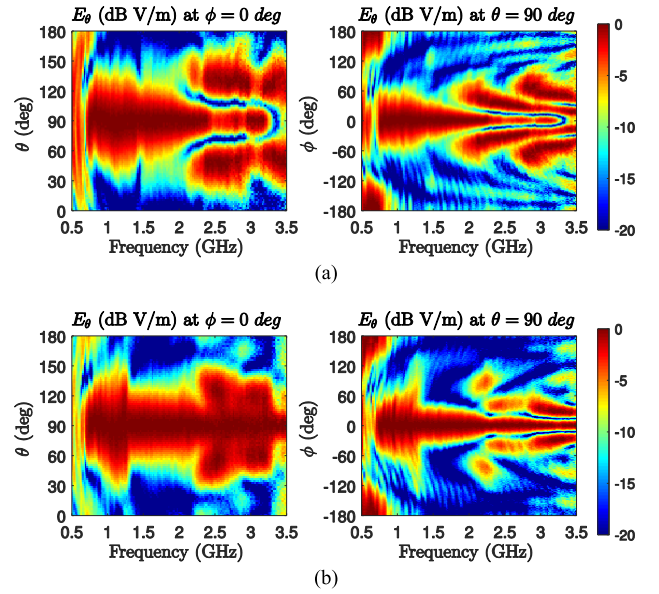 E_θ (dB V/m) at ϕ = 0 deg
E_θ (dB V/m) at θ = 90 deg
180
150
120
90
60
30
0
θ (deg)
0.5 1 1.5 2 2.5 3 3.5
Frequency (GHz)
180
120
60
0
-60
-120
-180
ϕ (deg)
0.5 1 1.5 2 2.5 3 3.5
Frequency (GHz)
0
-5
-10
-15
-20
(a)
E_θ (dB V/m) at ϕ = 0 deg
E_θ (dB V/m) at θ = 90 deg
180
150
120
90
60
30
0
θ (deg)
0.5 1 1.5 2 2.5 3 3.5
Frequency (GHz)
180
120
60
0
-60
-120
-180
ϕ (deg)
0.5 1 1.5 2 2.5 3 3.5
Frequency (GHz)
0
-5
-10
-15
-20
(b)